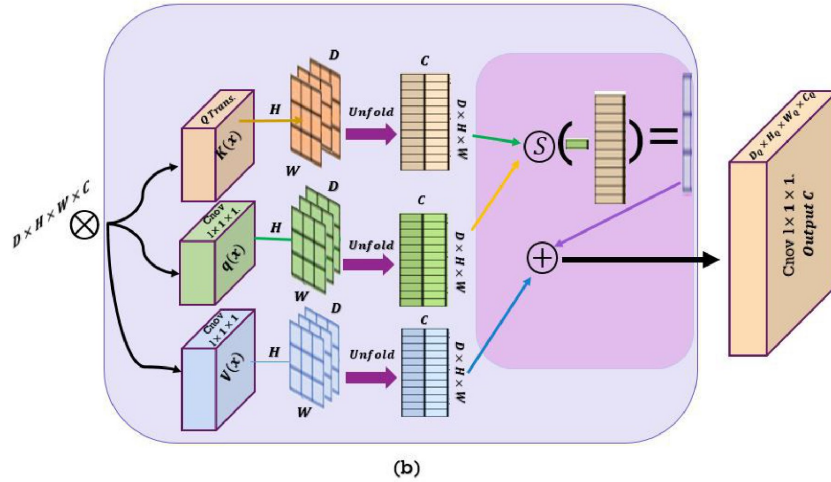 D × H × W × C
Q Trans.
K(x)
H
D
W
Unfold
C
D × H × W
S
(
)
=
Cnov
1 × 1 × 1.
q(x)
H
D
W
Unfold
C
D × H × W
+
Cnov
1 × 1 × 1
V(x)
H
D
W
Unfold
C
D × H × W
D_Q × H_Q × W_Q × C_Q
Cnov 1 × 1 × 1.
Output C
(b)